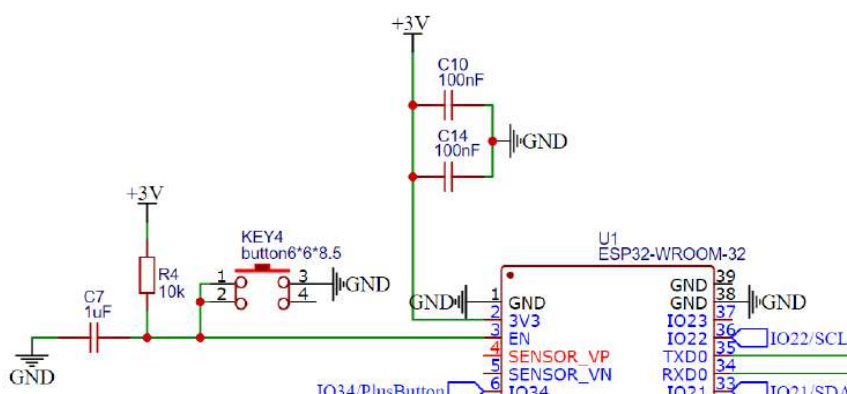 +3V
C10
100nF
C14
100nF
GND
+3V
R4
10k
KEY4
button6*6*8.5
1
2
3
4
GND
C7
1uF
GND
U1
ESP32-WROOM-32
GND
1
GND
2
3V3
3
EN
4
SENSOR_VP
5
SENSOR_VN
IO34/PlusButton
6
IO34
GND
39
GND
38
GND
IO23
37
IO22
36
IO22/SCL
TXD0
35
RXD0
34
IO21
33
IO21/SDA